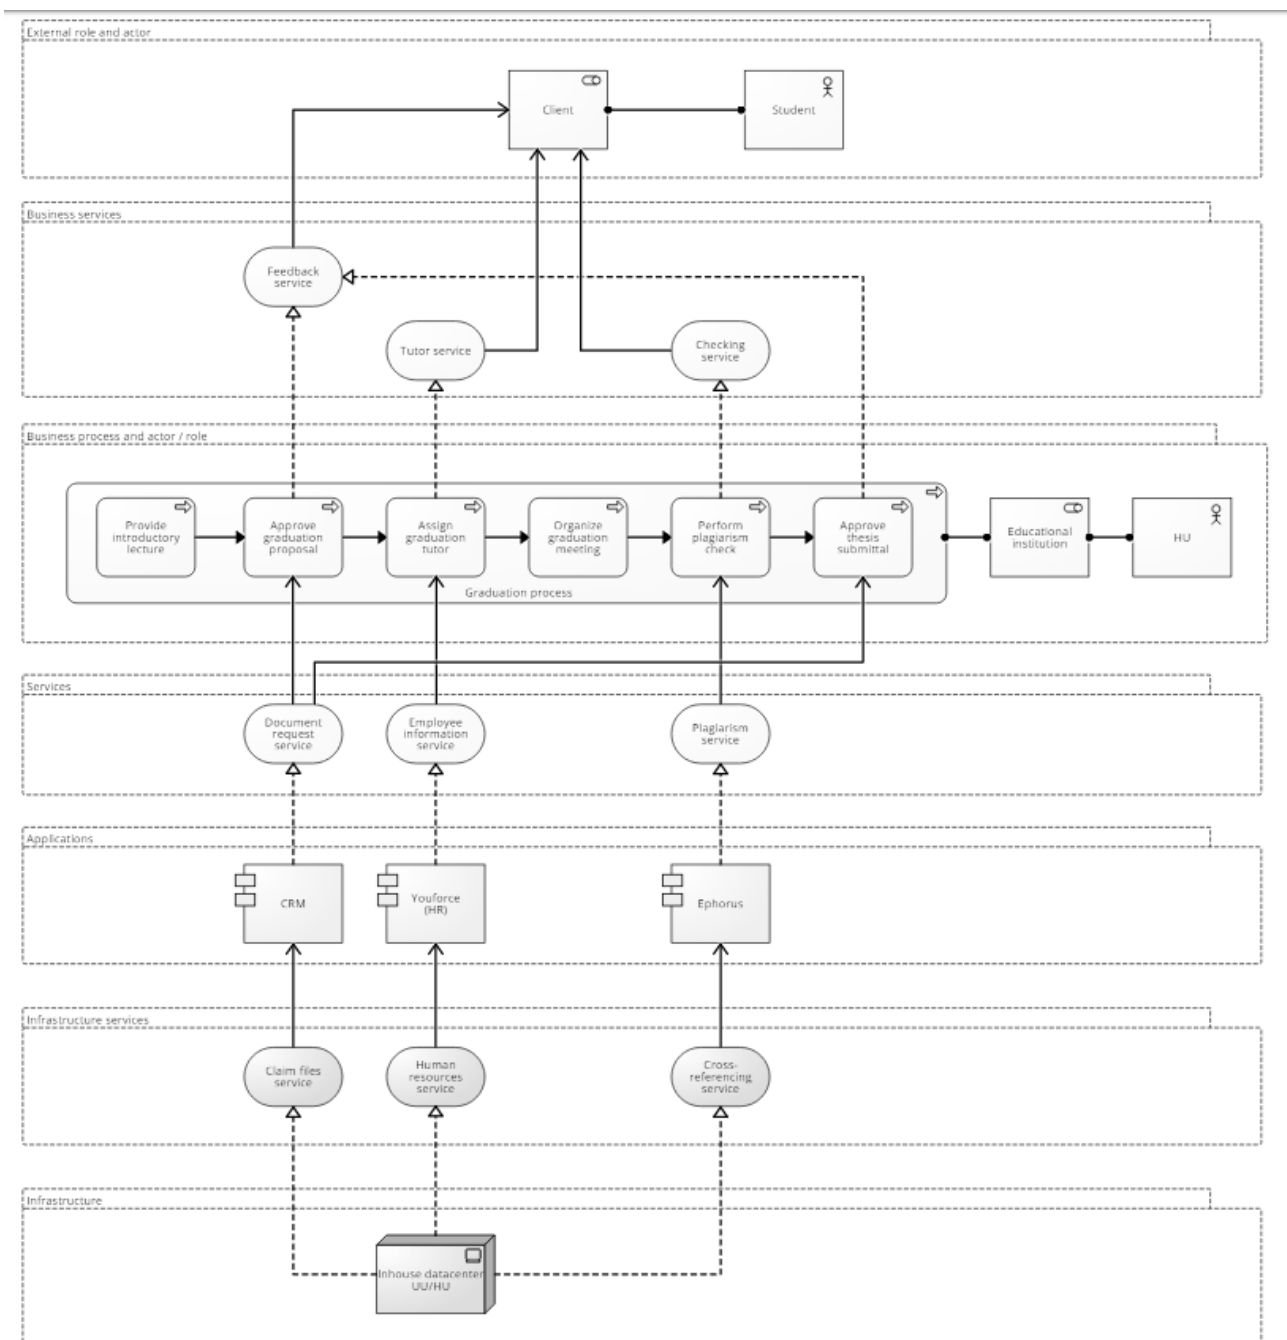 External role and actor
Client
Student
Business services
Feedback
service
Tutor service
Checking
service
Business process and actor / role
Provide
introductory
lecture
Approve
graduation
proposal
Assign
graduation
tutor
Organize
graduation
meeting
Perform
plagiarism
check
Approve
thesis
submittal
Educational
institution
HU
Graduation process
Services
Document
request
service
Employee
information
service
Plagiarism
service
Applications
CRM
Youforce
(HR)
Ephorus
Infrastructure services
Claim files
service
Human
resources
service
Cross-
referencing
service
Infrastructure
Inhouse datacenter
UU/HU